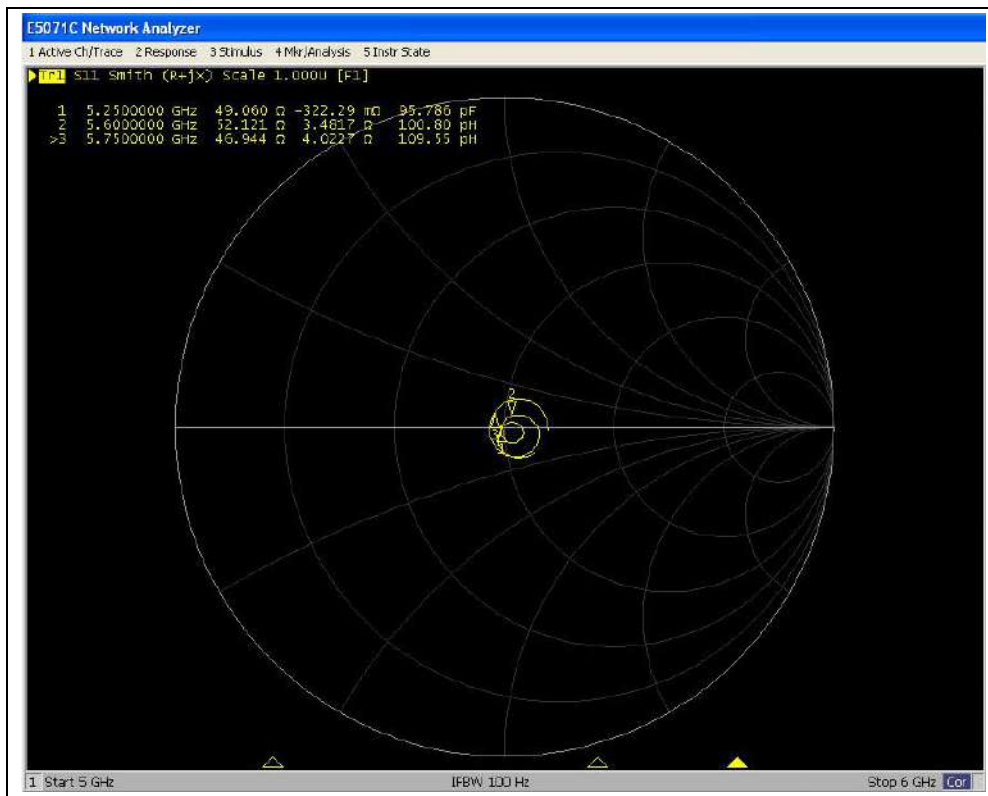 E5071C Network Analyzer
1 Active Ch/Trace 2 Response 3 Stimulus 4 Mkr/Analysis 5 Instr State
Tr1 S11 Smith (R+jx) Scale 1.000U [F1]
1 5.2500000 GHz 49.060 Ω -322.29 mΩ 95.786 pF
2 5.6000000 GHz 52.121 Ω 3.4817 Ω 100.80 pH
>3 5.7500000 GHz 46.944 Ω 4.0227 Ω 109.55 pH
2
1 Start 5 GHz IFBW 100 Hz Stop 6 GHz Cor